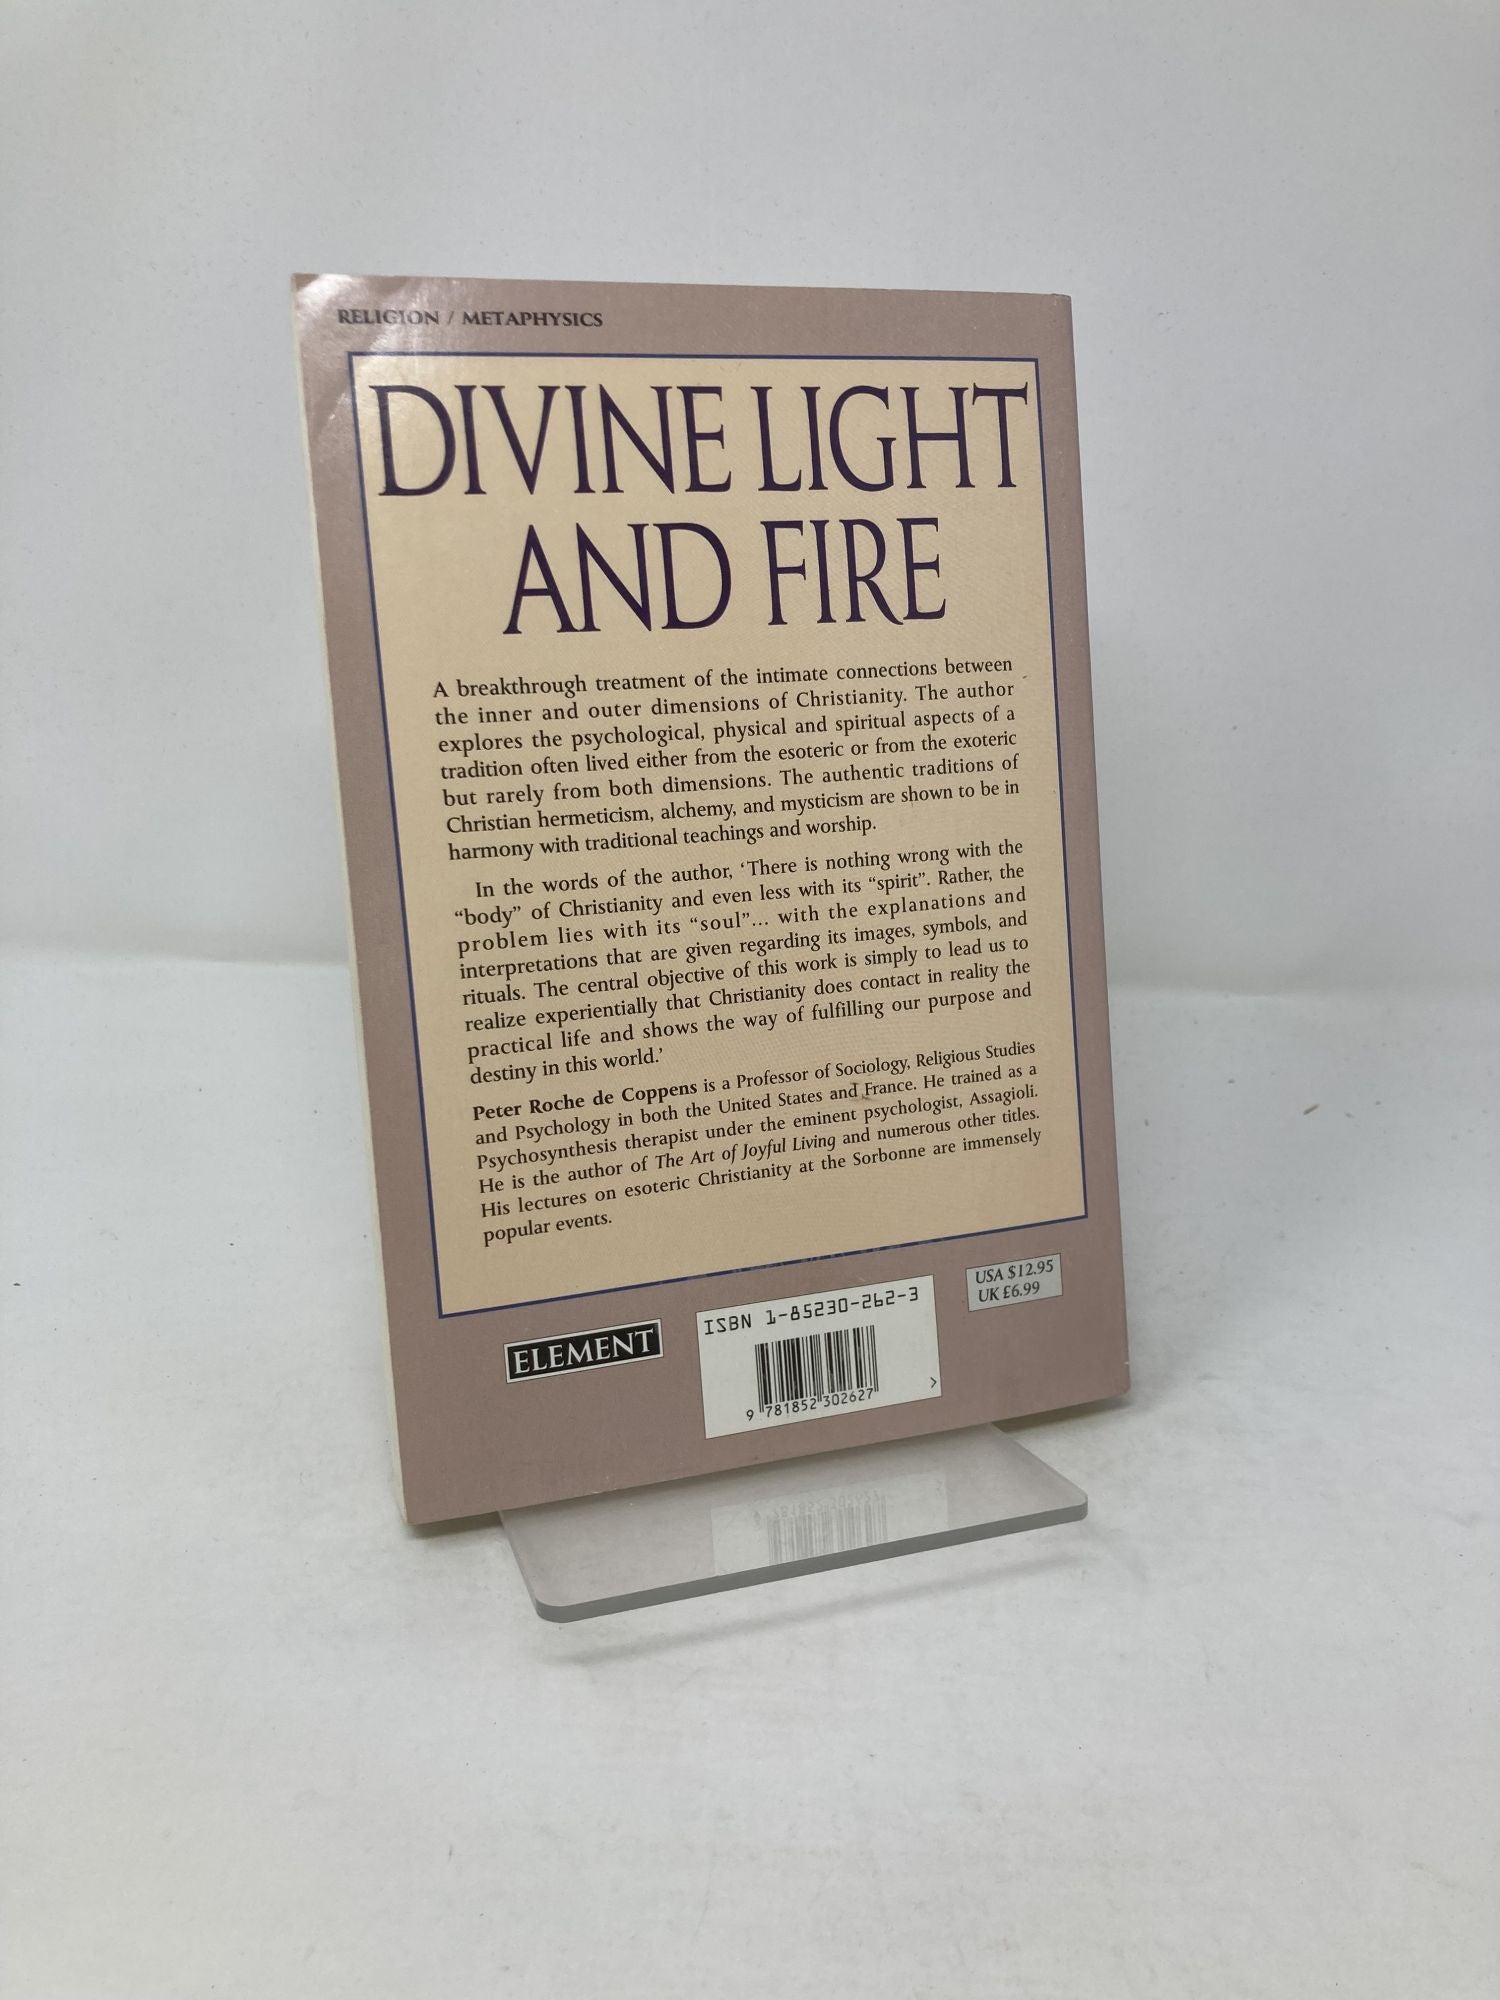 RELIGION / METAPHYSICS
DIVINE LIGHT
AND FIRE
A breakthrough treatment of the intimate connections between
the inner and outer dimensions of Christianity. The author
explores the psychological, physical and spiritual aspects of a
tradition often lived either from the esoteric or from the exoteric
but rarely from both dimensions. The authentic traditions of
Christian hermeticism, alchemy, and mysticism are shown to be in
harmony with traditional teachings and worship.
In the words of the author, ‘There is nothing wrong with the
“body” of Christianity and even less with its “spirit”. Rather, the
problem lies with its “soul”... with the explanations and
interpretations that are given regarding its images, symbols, and
rituals. The central objective of this work is simply to lead us to
realize experientially that Christianity does contact in reality the
practical life and shows the way of fulfilling our purpose and
destiny in this world.’
Peter Roche de Coppens is a Professor of Sociology, Religious Studies
and Psychology in both the United States and France. He trained as a
Psychosynthesis therapist under the eminent psychologist, Assagioli.
He is the author of The Art of Joyful Living and numerous other titles.
His lectures on esoteric Christianity at the Sorbonne are immensely
popular events.
USA $12.95
UK £6.99
ELEMENT
ISBN 1-85230-262-3
9 781852 302627 >